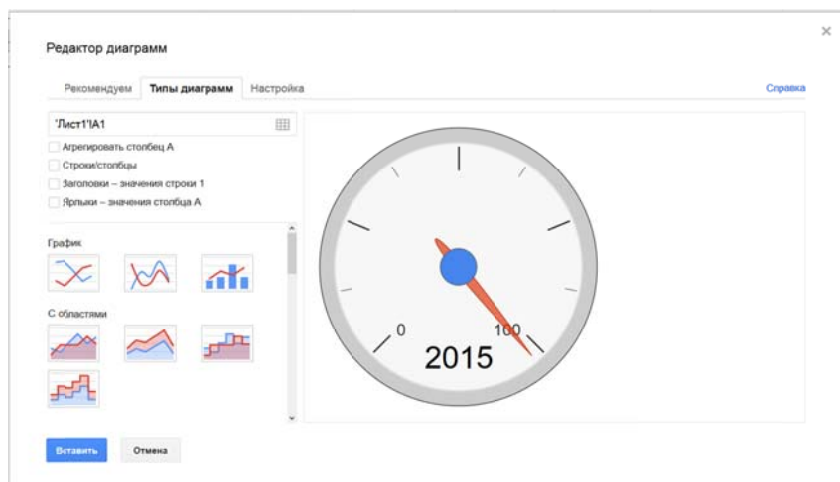 Редактор диаграмм
Рекомендуем Типы диаграмм Настройка Справка
'Лист1'!A1
Агрегировать столбец A
Строки/столбцы
Заголовки – значения строки 1
Ярлыки – значения столбца A
График
С областями
0 100
2015
Вставить Отмена